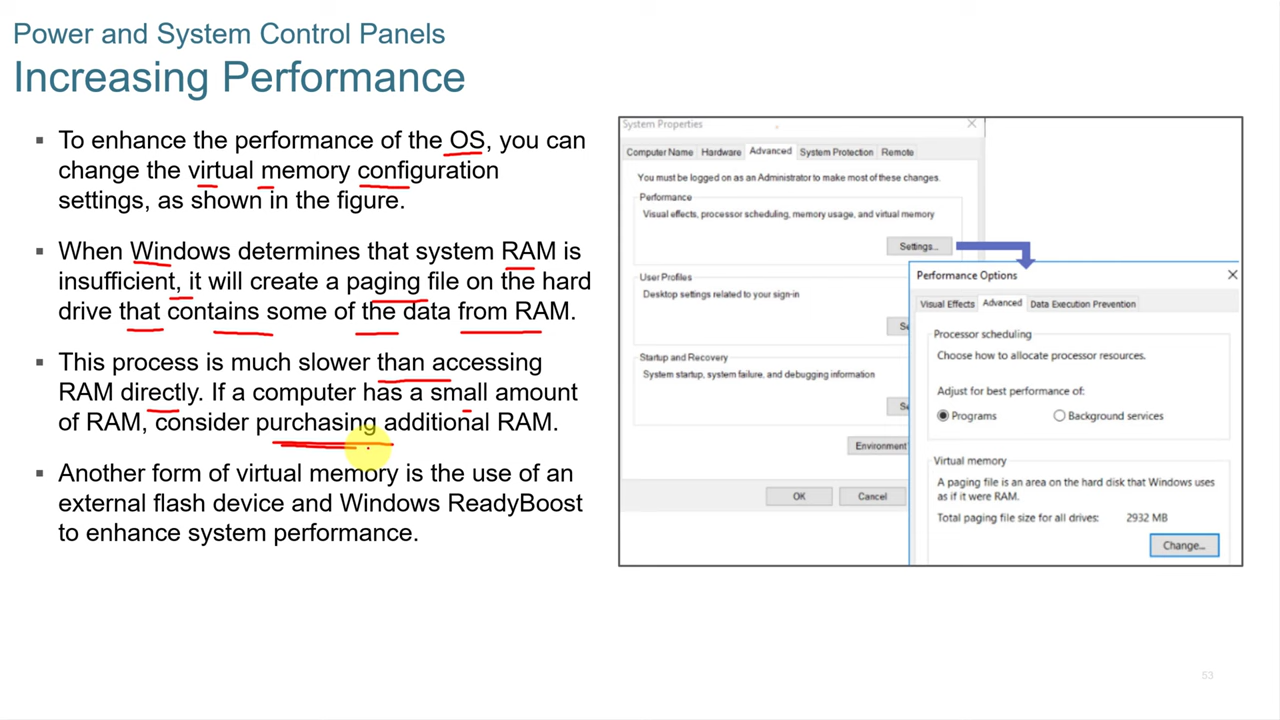 Power and System Control Panels
Increasing Performance
▪ To enhance the performance of the OS, you can
change the virtual memory configuration
settings, as shown in the figure.
▪ When Windows determines that system RAM is
insufficient, it will create a paging file on the hard
drive that contains some of the data from RAM.
▪ This process is much slower than accessing
RAM directly. If a computer has a small amount
of RAM, consider purchasing additional RAM.
▪ Another form of virtual memory is the use of an
external flash device and Windows ReadyBoost
to enhance system performance.
System Properties
Computer Name Hardware Advanced System Protection Remote
You must be logged on as an Administrator to make most of these changes.
Performance
Visual effects, processor scheduling, memory usage, and virtual memory
Settings...
User Profiles
Desktop settings related to your sign-in
Se
Startup and Recovery
System startup, system failure, and debugging information
Se
Environment
OK Cancel
Performance Options
Visual Effects Advanced Data Execution Prevention
Processor scheduling
Choose how to allocate processor resources.
Adjust for best performance of:
Programs Background services
Virtual memory
A paging file is an area on the hard disk that Windows uses
as if it were RAM.
Total paging file size for all drives: 2932 MB
Change...
53